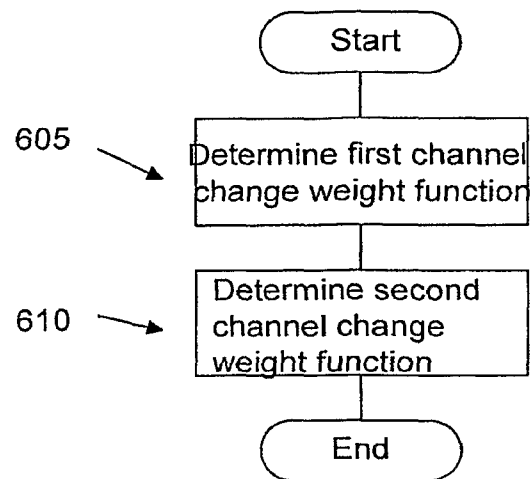 Start
605
Determine first channel
change weight function
610
Determine second
channel change
weight function
End